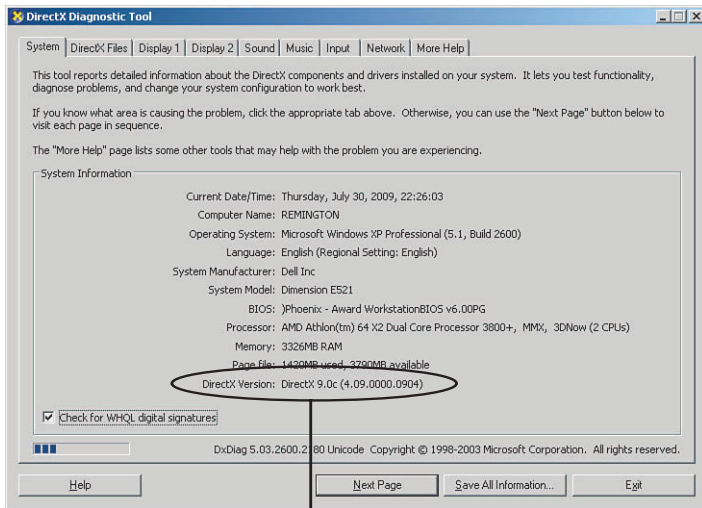 DirectX Diagnostic Tool
System DirectX Files Display 1 Display 2 Sound Music Input Network More Help
This tool reports detailed information about the DirectX components and drivers installed on your system. It lets you test functionality,
diagnose problems, and change your system configuration to work best.
If you know what area is causing the problem, click the appropriate tab above. Otherwise, you can use the "Next Page" button below to
visit each page in sequence.
The "More Help" page lists some other tools that may help with the problem you are experiencing.
System Information
Current Date/Time: Thursday, July 30, 2009, 22:26:03
Computer Name: REMINGTON
Operating System: Microsoft Windows XP Professional (5.1, Build 2600)
Language: English (Regional Setting: English)
System Manufacturer: Dell Inc
System Model: Dimension E521
BIOS: )Phoenix - Award WorkstationBIOS v6.00PG
Processor: AMD Athlon(tm) 64 X2 Dual Core Processor 3800+, MMX, 3DNow (2 CPUs)
Memory: 3326MB RAM
Page file: 1420MB used, 3790MB available
DirectX Version: DirectX 9.0c (4.09.0000.0904)
Check for WHQL digital signatures
DxDiag 5.03.2600.2180 Unicode Copyright © 1998-2003 Microsoft Corporation. All rights reserved.
Help Next Page Save All Information... Exit